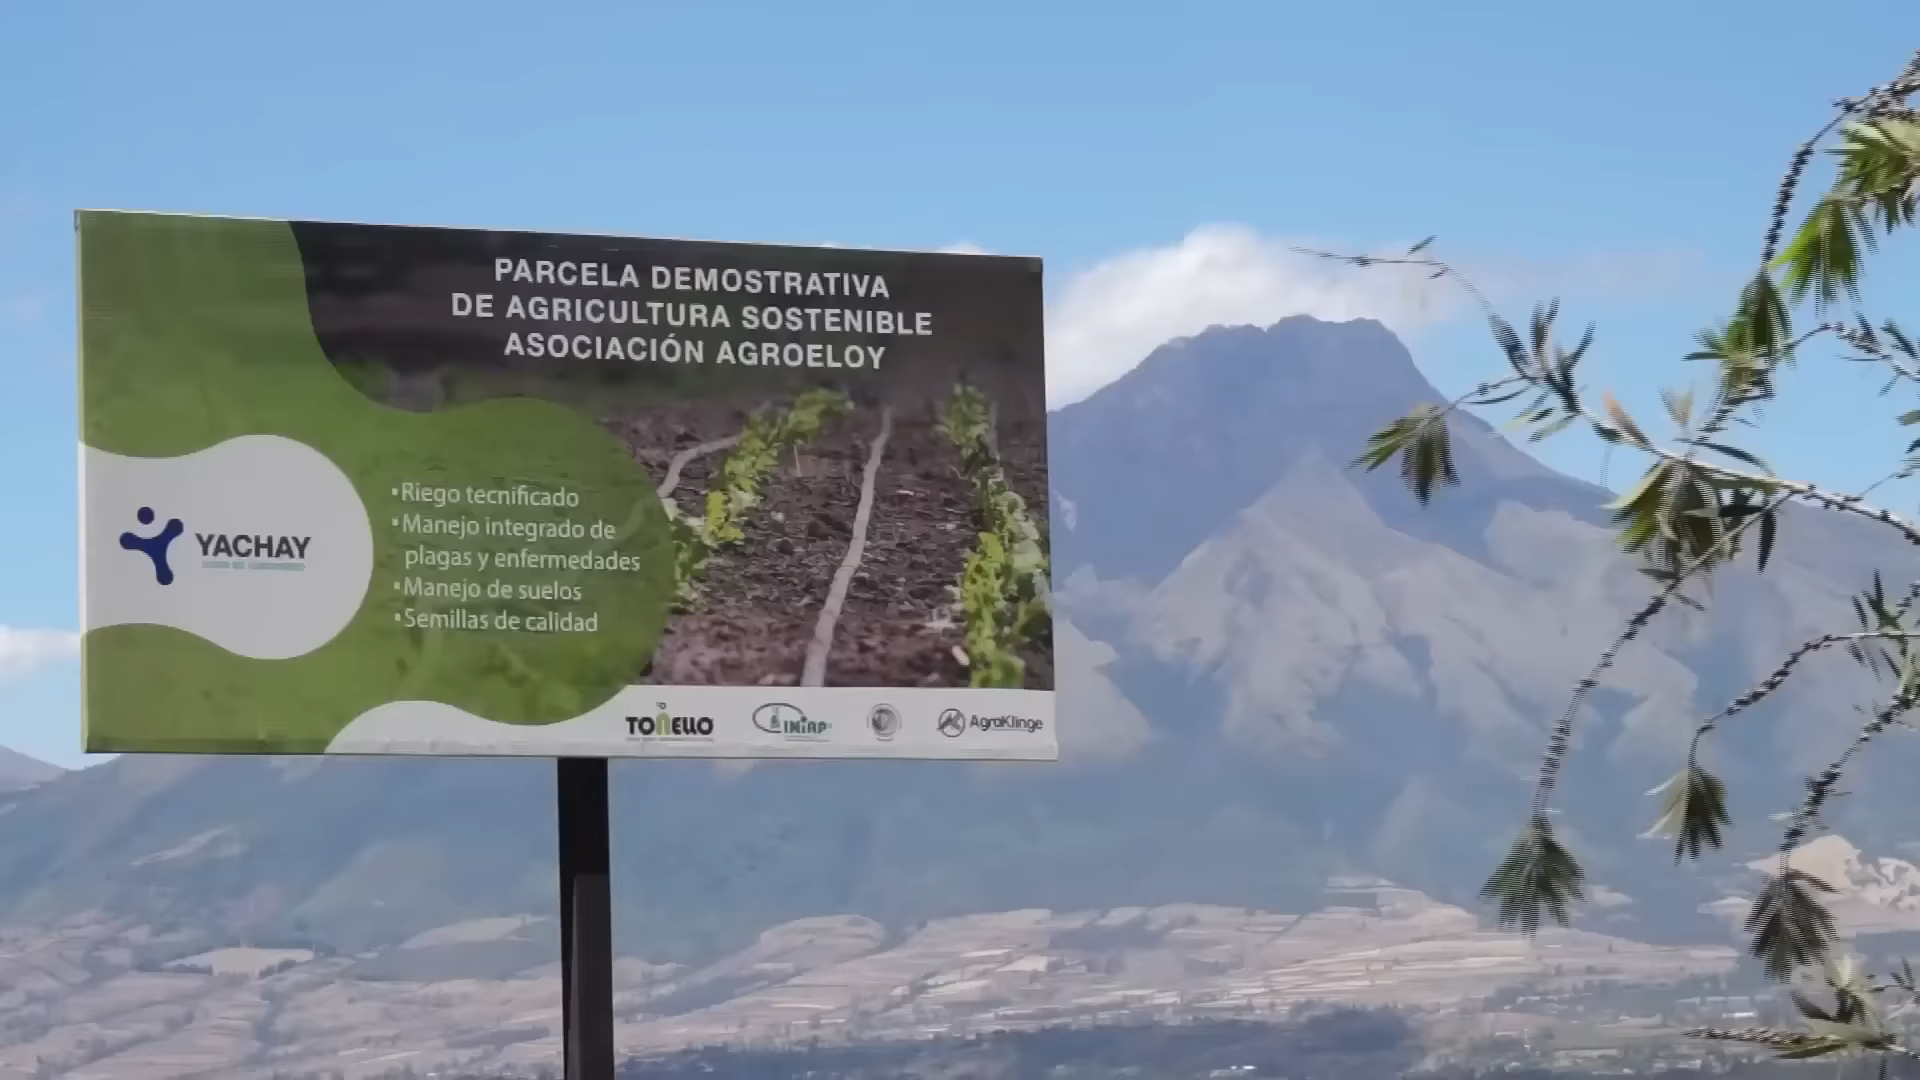 PARCELA DEMOSTRATIVA
DE AGRICULTURA SOSTENIBLE
ASOCIACIÓN AGROELOY
•Riego tecnificado
•Manejo integrado de
plagas y enfermedades
•Manejo de suelos
•Semillas de calidad
YACHAY
TOÑELLO
INIAP
AgroKlinge